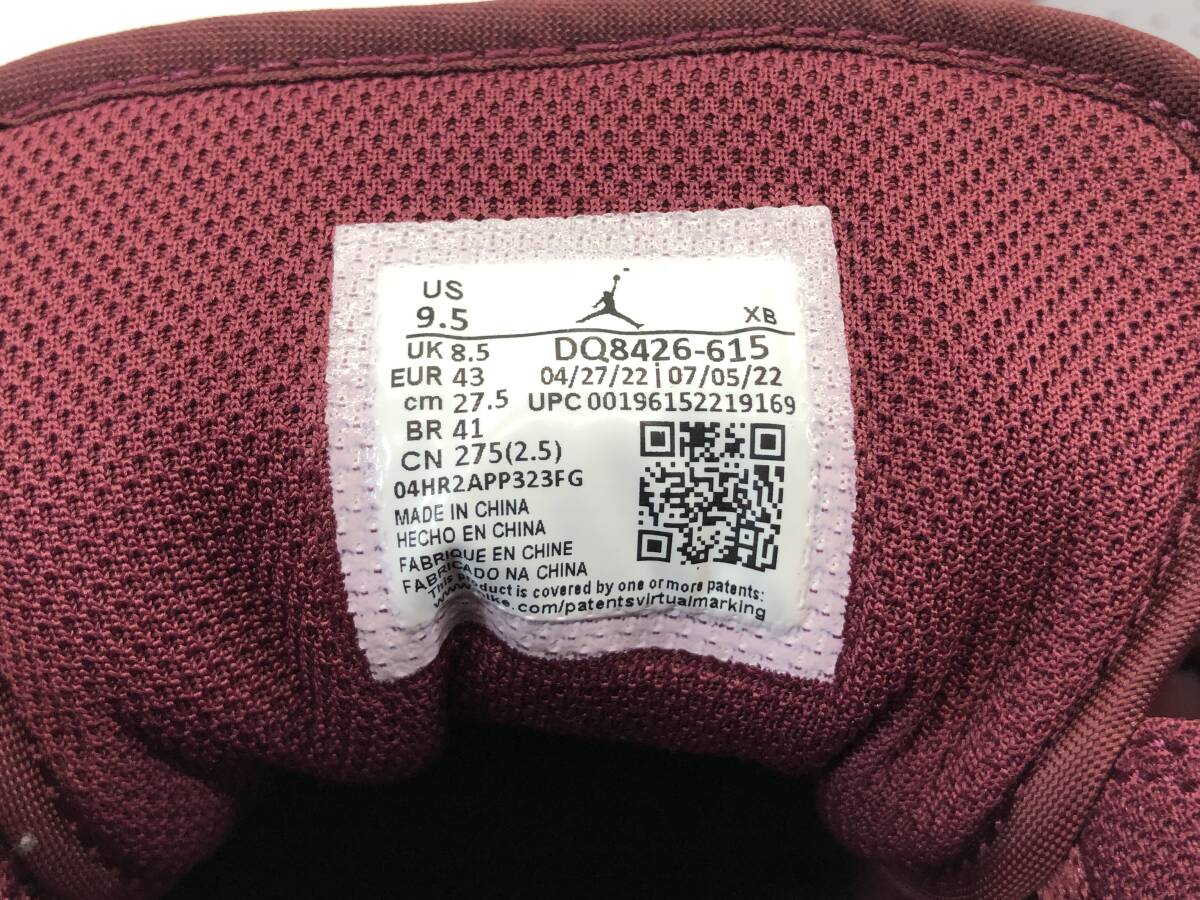 US
9.5
XB
UK 8.5
DQ8426-615
EUR 43
04/27/22 | 07/05/22
cm 27.5
UPC 00196152219169
BR 41
CN 275(2.5)
04HR2APP323FG
MADE IN CHINA
HECHO EN CHINA
FABRIQUE EN CHINE
FABRICADO NA CHINA
This product is covered by one or more patents:
www.nike.com/patentsvirtualmarking